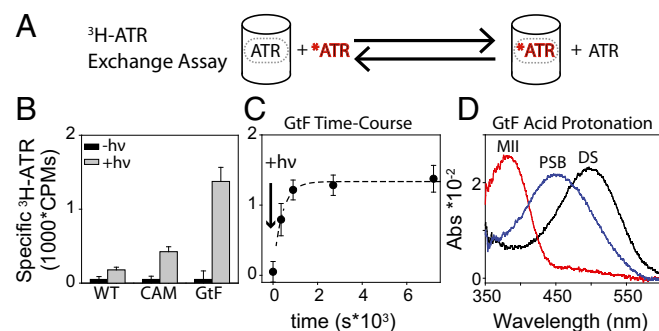 A
³H-ATR
Exchange Assay
ATR + *ATR
*ATR + ATR
B
Specific ³H-ATR
(1000*CPMs)
2
1
0
-hν
+hν
WT CAM GtF
C
GtF Time-Course
+hν
2
1
0
0 2 4 6
time (s*10³)
D
GtF Acid Protonation
MII
PSB
DS
Abs *10⁻²
2
1
0
350 450 550
Wavelength (nm)